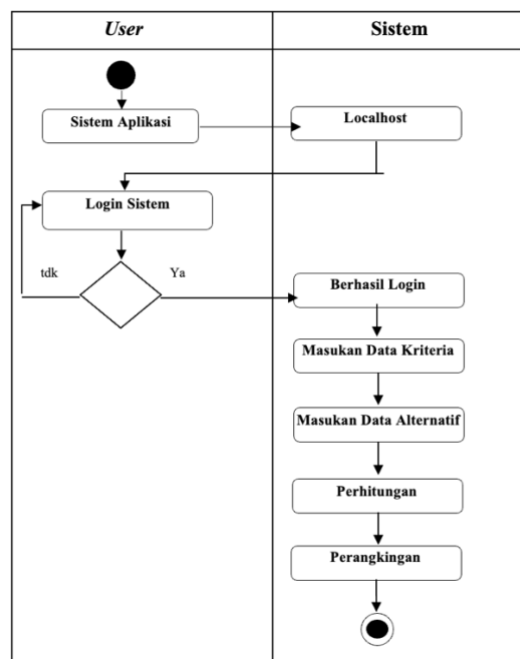 User
Sistem
Sistem Aplikasi
Localhost
Login Sistem
tdk
Ya
Berhasil Login
Masukan Data Kriteria
Masukan Data Alternatif
Perhitungan
Perangkingan